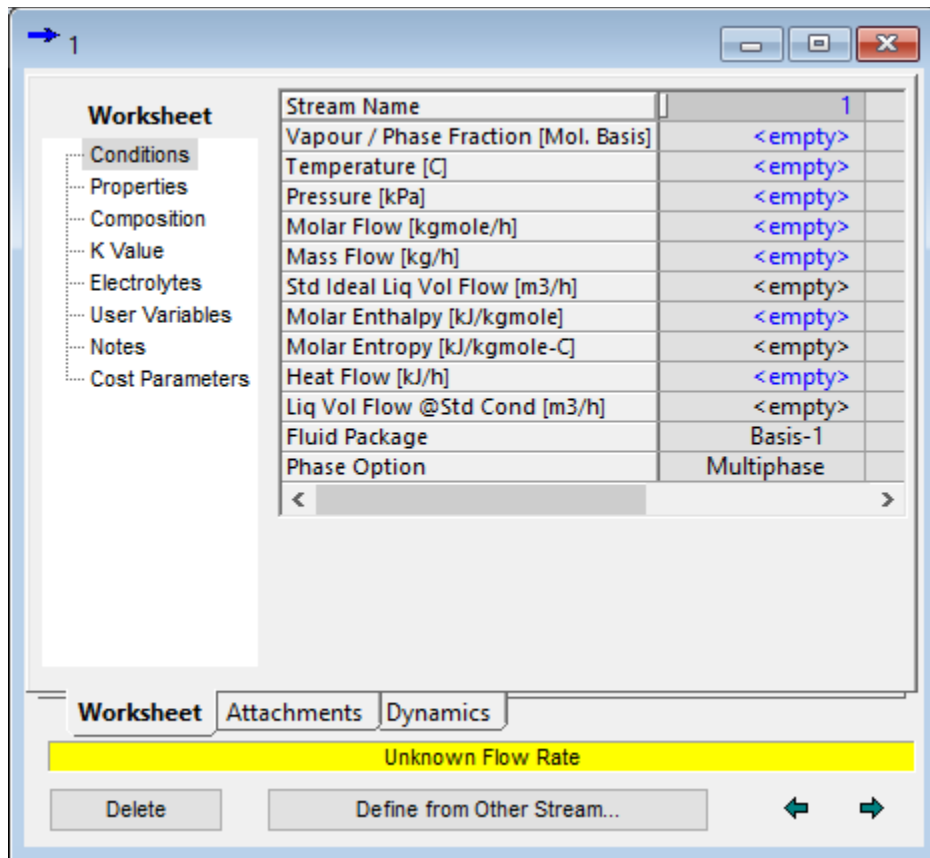 1
Worksheet
Conditions
Properties
Composition
K Value
Electrolytes
User Variables
Notes
Cost Parameters
Stream Name 1
Vapour / Phase Fraction [Mol. Basis] <empty>
Temperature [C] <empty>
Pressure [kPa] <empty>
Molar Flow [kgmole/h] <empty>
Mass Flow [kg/h] <empty>
Std Ideal Liq Vol Flow [m3/h] <empty>
Molar Enthalpy [kJ/kgmole] <empty>
Molar Entropy [kJ/kgmole-C] <empty>
Heat Flow [kJ/h] <empty>
Liq Vol Flow @Std Cond [m3/h] <empty>
Fluid Package Basis-1
Phase Option Multiphase
Worksheet Attachments Dynamics
Unknown Flow Rate
Delete Define from Other Stream...